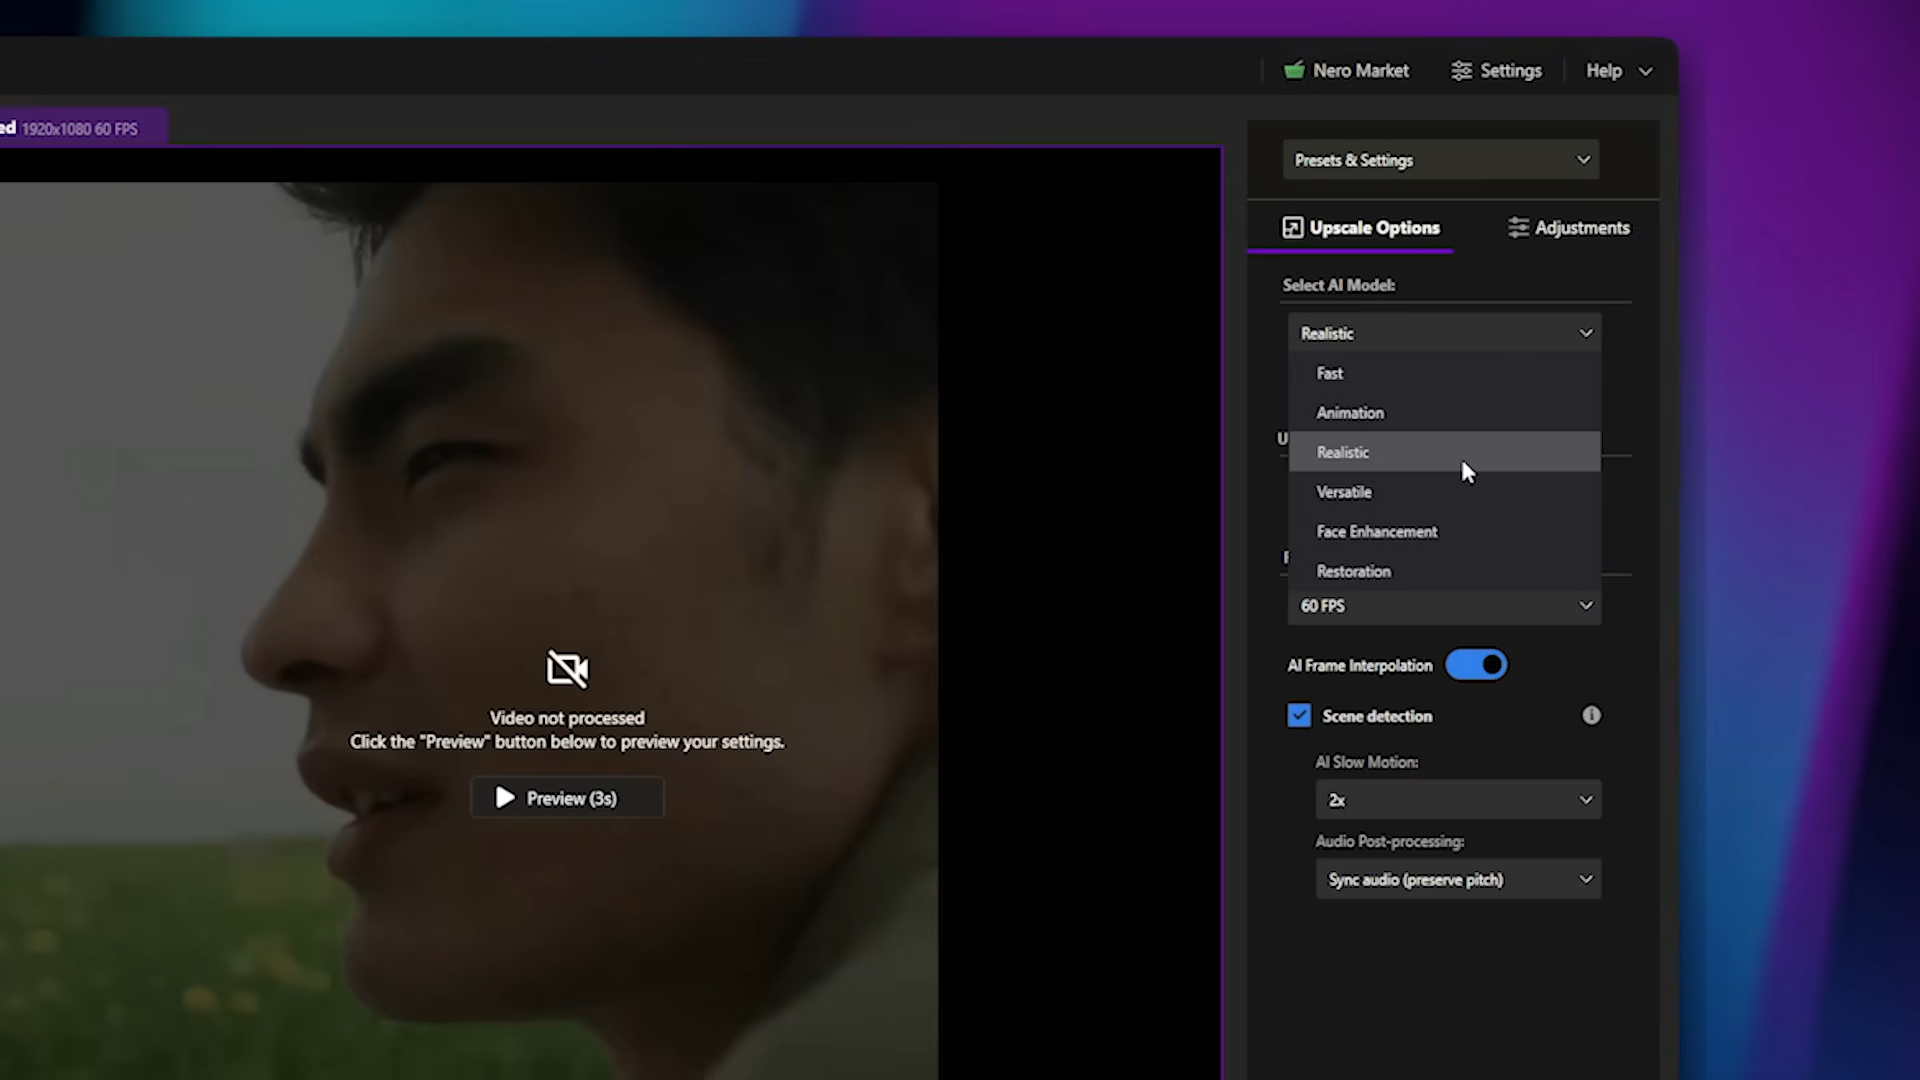 Nero Market
Settings
Help
ed 1920x1080 60 FPS
Presets & Settings
Upscale Options
Adjustments
Select AI Model:
Realistic
Fast
Animation
U
Realistic
Versatile
Face Enhancement
Restoration
60 FPS
AI Frame Interpolation
Scene detection
AI Slow Motion:
2x
Audio Post-processing:
Sync audio (preserve pitch)
Video not processed
Click the "Preview" button below to preview your settings.
Preview (3s)